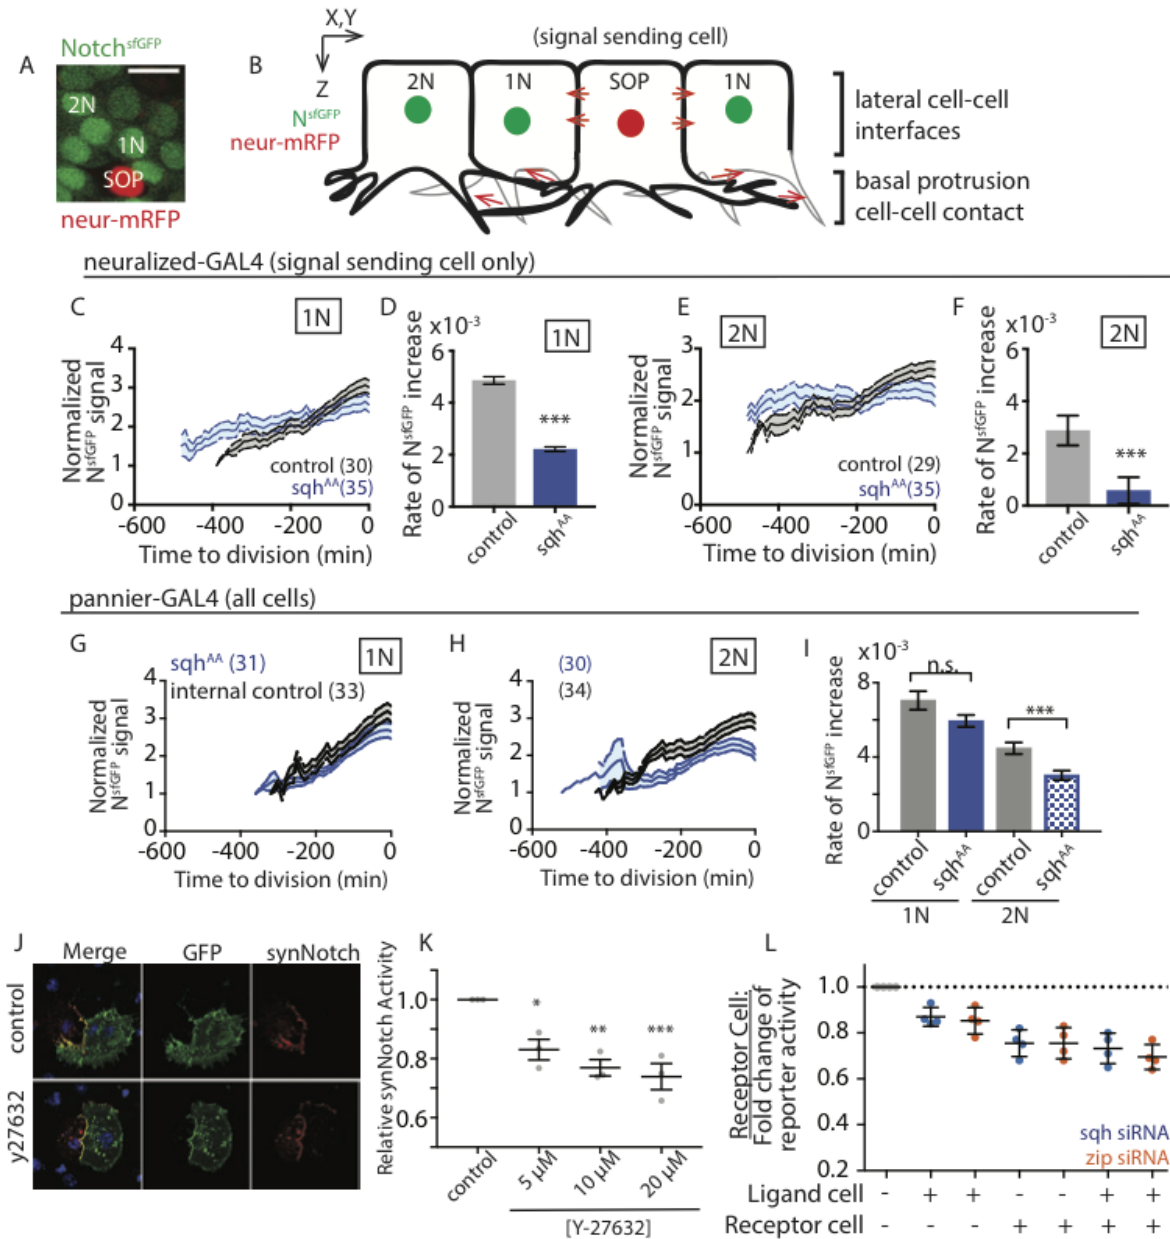 A
Notch^sfGFP
2N
1N
SOP
neur-mRFP
B
X,Y
Z
N^sfGFP
neur-mRFP
(signal sending cell)
2N
1N
SOP
1N
lateral cell-cell
interfaces
basal protrusion
cell-cell contact
neuralized-GAL4 (signal sending cell only)
C
1N
Normalized
N^sfGFP signal
4
3
2
1
0
control (30)
sqh^AA(35)
-600
-400
-200
0
Time to division (min)
D
x10^-3
1N
Rate of N^sfGFP increase
6
4
2
0
***
control
sqh^AA
E
2N
Normalized
N^sfGFP signal
3
2
1
0
control (29)
sqh^AA(35)
-600
-400
-200
0
Time to division (min)
F
x10^-3
2N
Rate of N^sfGFP increase
6
4
2
0
***
control
sqh^AA
pannier-GAL4 (all cells)
G
sqh^AA (31)
internal control (33)
1N
Normalized
N^sfGFP signal
4
3
2
1
0
-600
-400
-200
0
Time to division (min)
H
(30)
(34)
2N
Normalized
N^sfGFP signal
4
3
2
1
0
-600
-400
-200
0
Time to division (min)
I
x10^-3
Rate of N^sfGFP increase
8
4
0
n.s.
***
control
sqh^AA
control
sqh^AA
1N
2N
J
Merge
GFP
synNotch
control
y27632
K
Relative synNotch Activity
1.0
0.8
0.6
*
**
***
control
5 µM
10 µM
20 µM
[Y-27632]
L
Receptor Cell:
Fold change of
reporter activity
1.0
0.8
0.6
0.4
0.2
sqh siRNA
zip siRNA
Ligand cell - + + - - + +
Receptor cell - - - + + + +